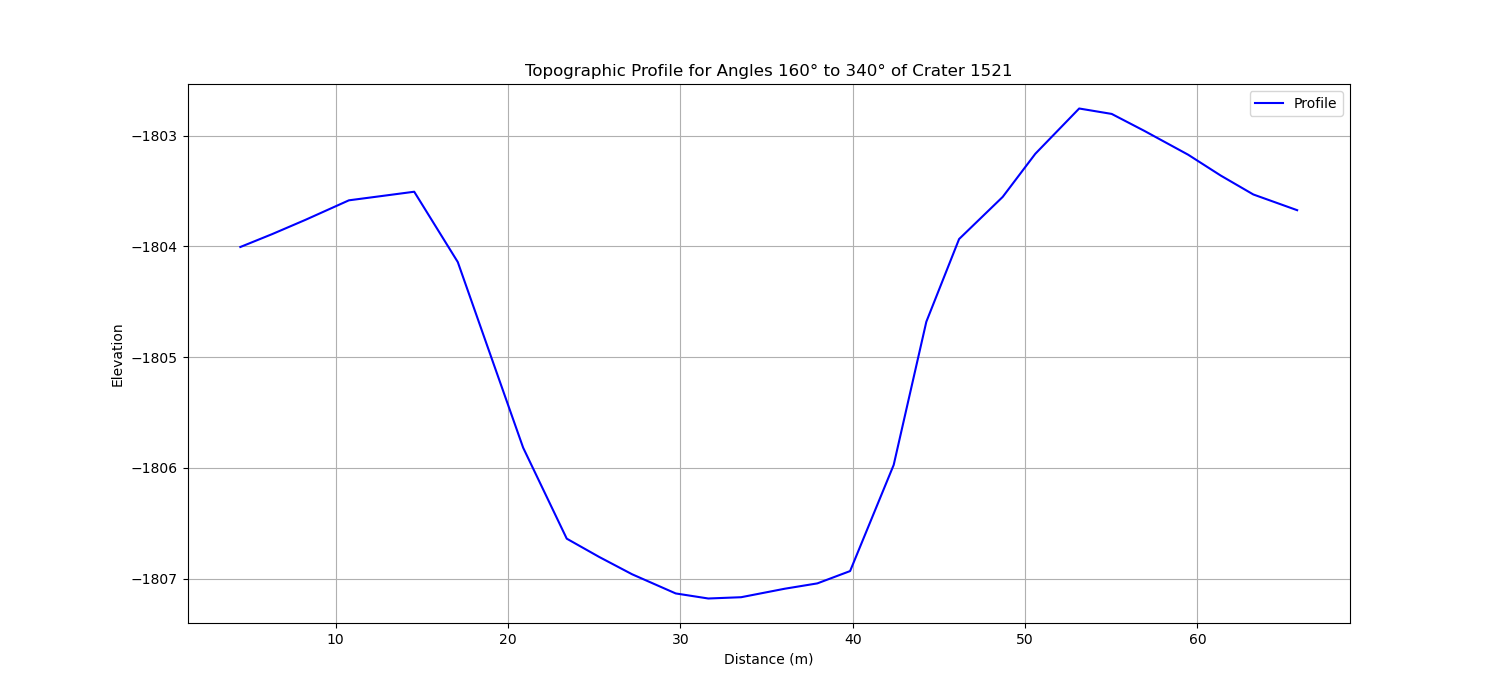 Topographic Profile for Angles 160° to 340° of Crater 1521
Profile
−1803
−1804
−1805
−1806
−1807
Elevation
10 20 30 40 50 60
Distance (m)